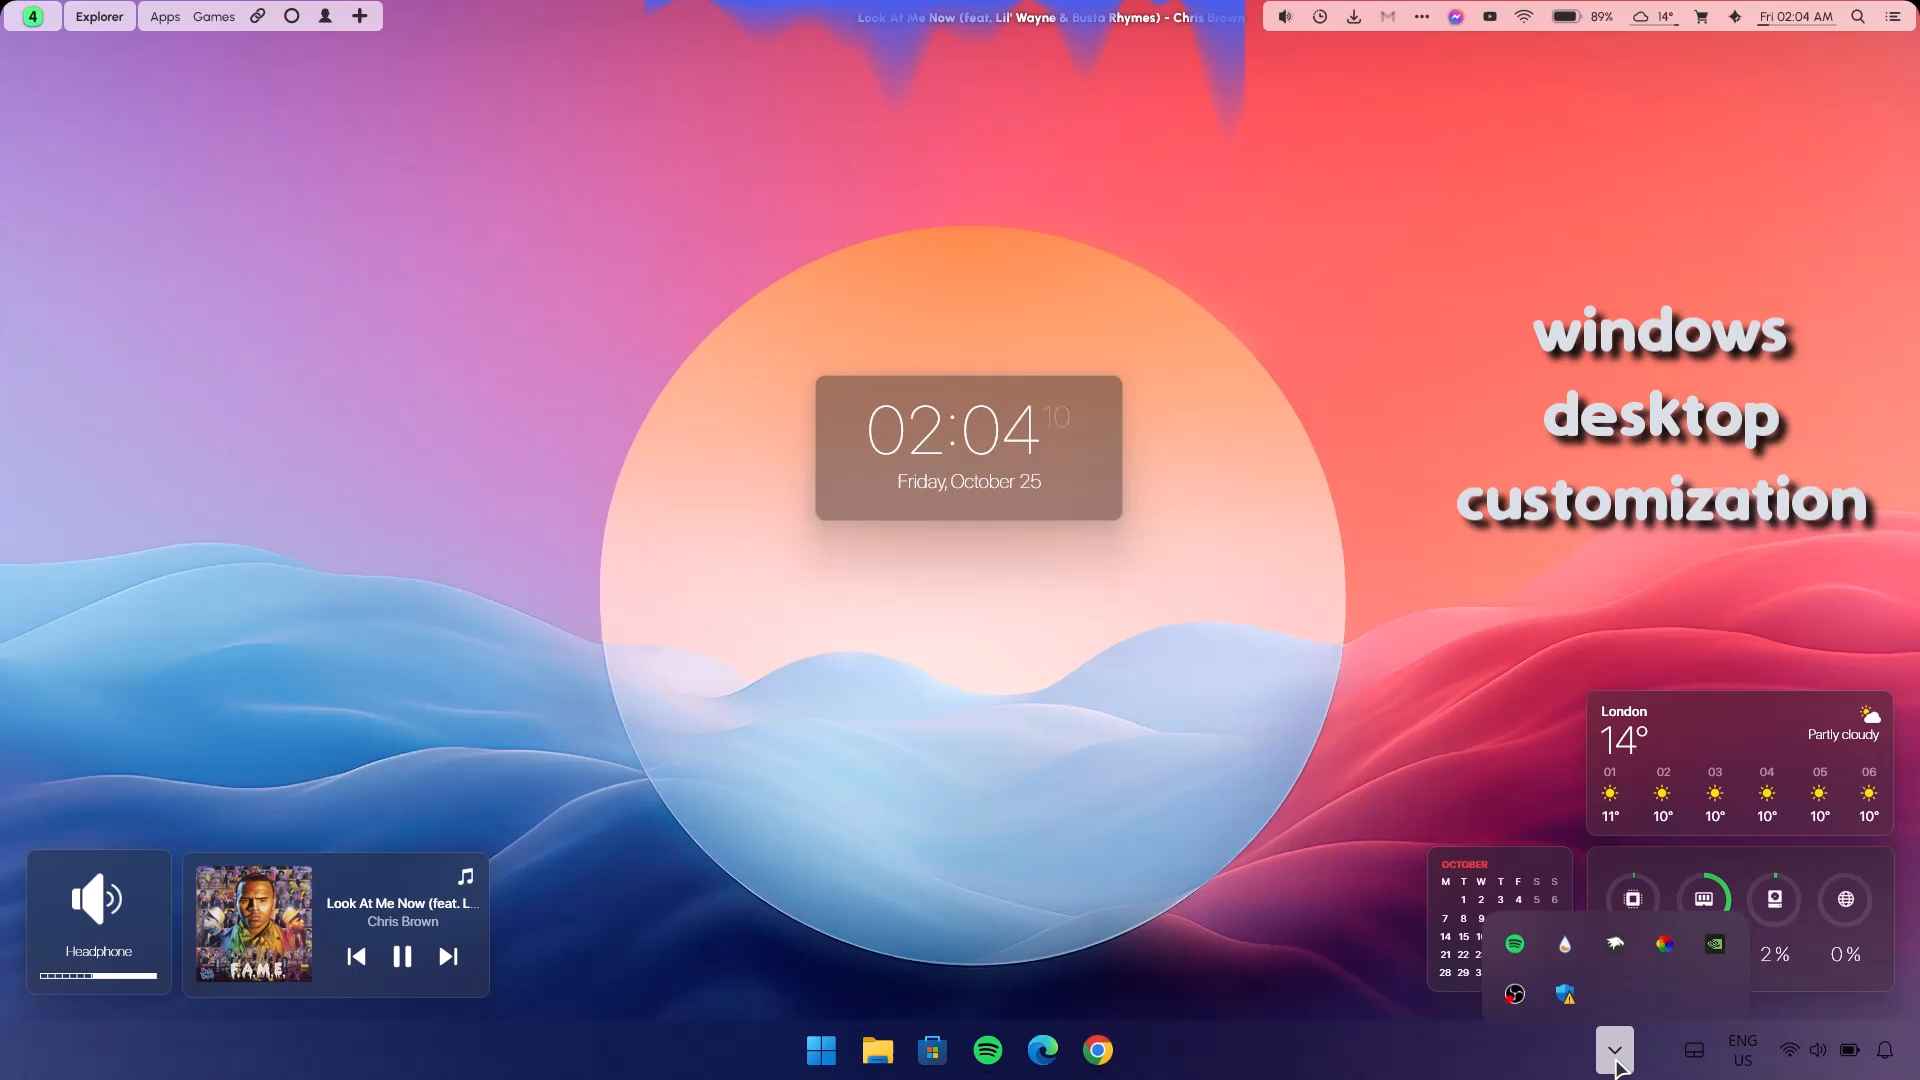 4
Explorer
Apps Games
Look At Me Now (feat. Lil' Wayne & Busta Rhymes) - Chris Brown
89%
14°
Fri 02:04 AM
02:04 10
Friday, October 25
windows
desktop
customization
London
14°
Partly cloudy
01 02 03 04 05 06
11° 10° 10° 10° 10° 10°
Headphone
F.A.M.E.
Look At Me Now (feat. L...
Chris Brown
OCTOBER
M T W T F S S
1 2 3 4 5 6
7 8 9
14 15
21 22
28 29
2% 0%
ENG
US